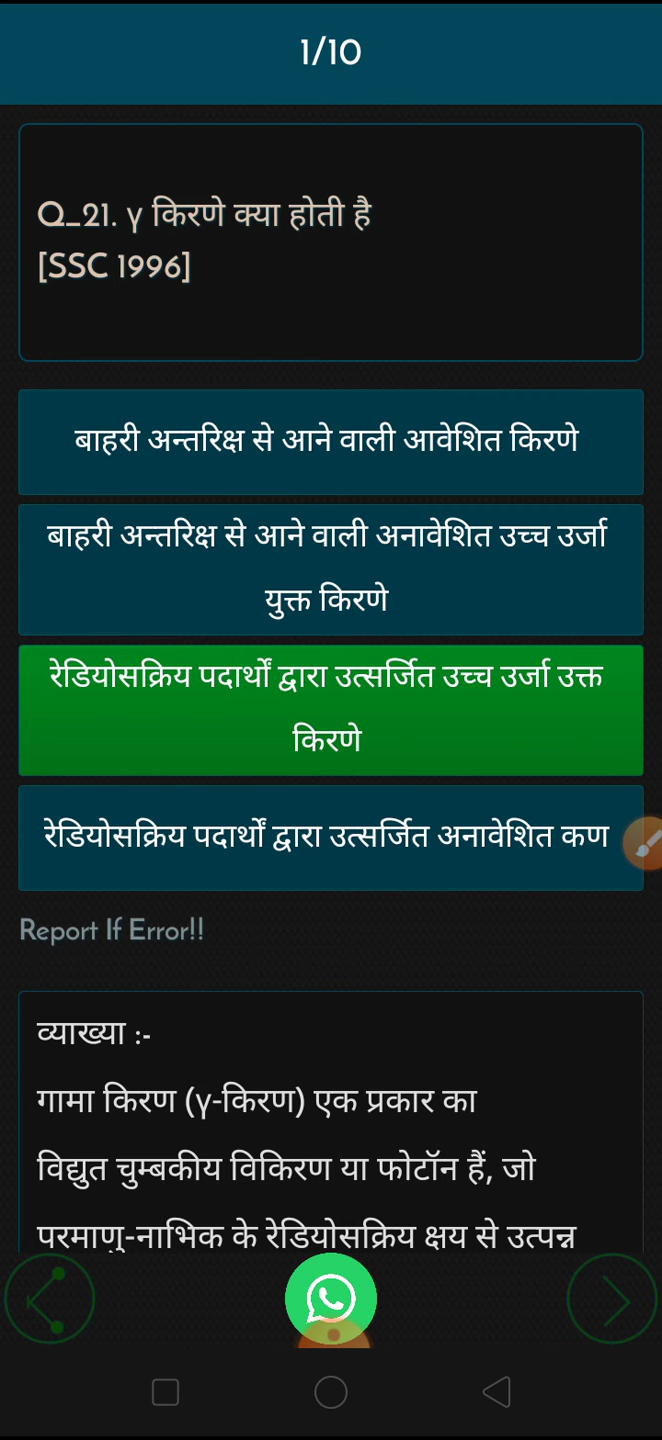 1/10
Q_21. γ किरणे क्या होती है
[SSC 1996]
बाहरी अन्तरिक्ष से आने वाली आवेशित किरणे
बाहरी अन्तरिक्ष से आने वाली अनावेशित उच्च उर्जा
युक्त किरणे
रेडियोसक्रिय पदार्थों द्वारा उत्सर्जित उच्च उर्जा उक्त
किरणे
रेडियोसक्रिय पदार्थों द्वारा उत्सर्जित अनावेशित कण
Report If Error!!
व्याख्या :-
गामा किरण (γ-किरण) एक प्रकार का
विद्युत चुम्बकीय विकिरण या फोटॉन हैं, जो
परमाणु-नाभिक के रेडियोसक्रिय क्षय से उत्पन्न